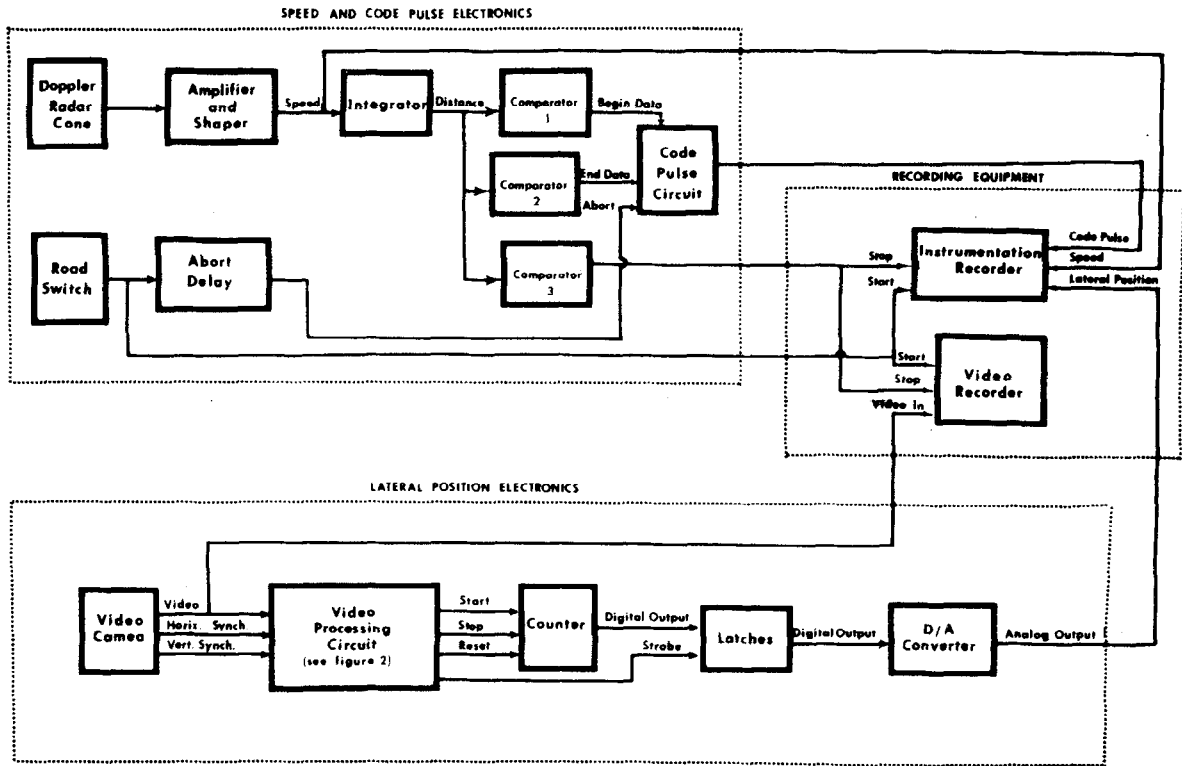 SPEED AND CODE PULSE ELECTRONICS
Doppler
Radar
Cone
Amplifier
and
Shaper
Speed
Integrator
Distance
Comparator
1
Begin Data
Comparator
2
End Data
Abort
Code
Pulse
Circuit
Road
Switch
Abort
Delay
Comparator
3
RECORDING EQUIPMENT
Stop
Start
Instrumentation
Recorder
Code Pulse
Speed
Lateral Position
Start
Stop
Video in
Video
Recorder
LATERAL POSITION ELECTRONICS
Video
Camea
Video
Horiz. Synch.
Vert. Synch.
Video
Processing
Circuit
(see figure 2)
Start
Stop
Reset
Counter
Digital Output
Strobe
Latches
Digital Output
D/A
Converter
Analog Output